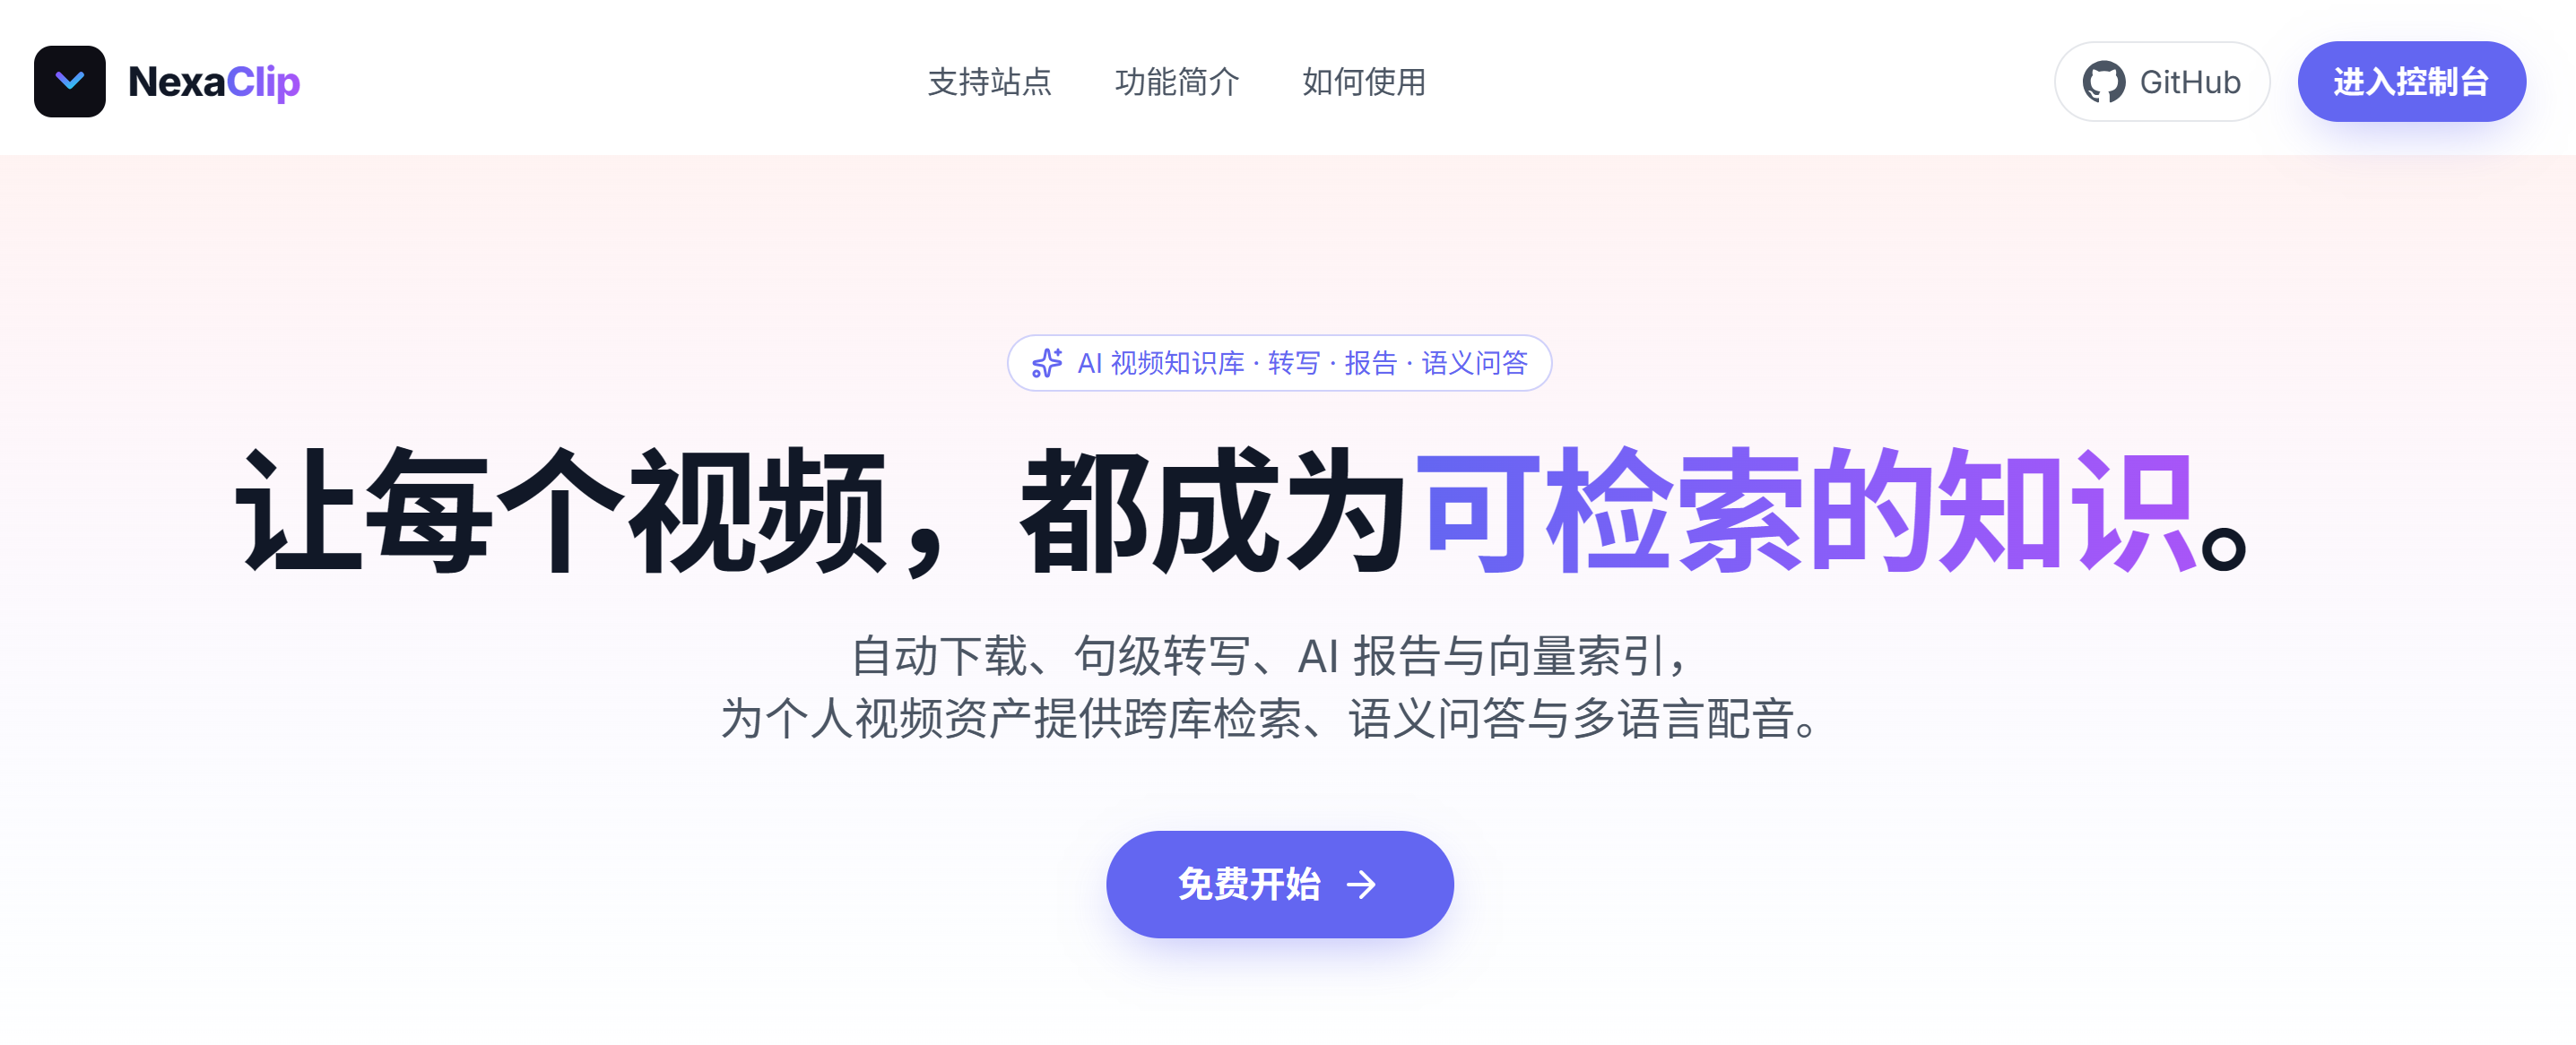 NexaClip
支持站点
功能简介
如何使用
GitHub
进入控制台
AI 视频知识库 · 转写 · 报告 · 语义问答
让每个视频，都成为可检索的知识。
自动下载、句级转写、AI 报告与向量索引，
为个人视频资产提供跨库检索、语义问答与多语言配音。
免费开始